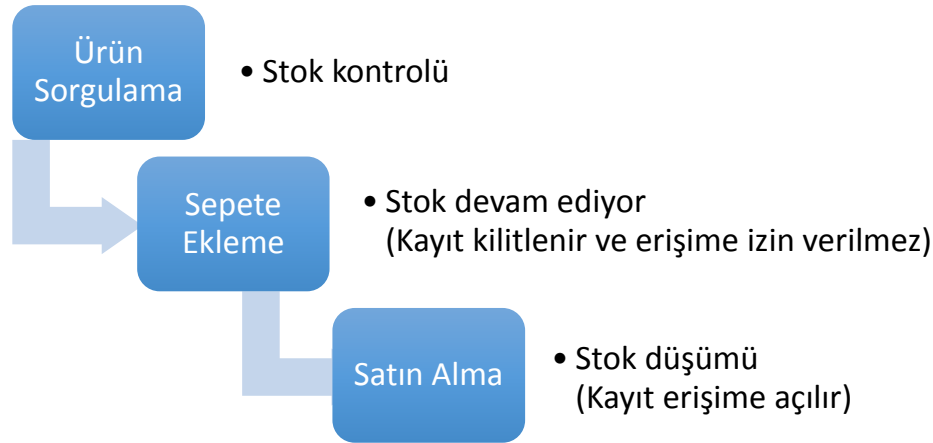 Ürün
Sorgulama
• Stok kontrolü
Sepete
Ekleme
• Stok devam ediyor
(Kayıt kilitlenir ve erişime izin verilmez)
Satın Alma
• Stok düşümü
(Kayıt erişime açılır)